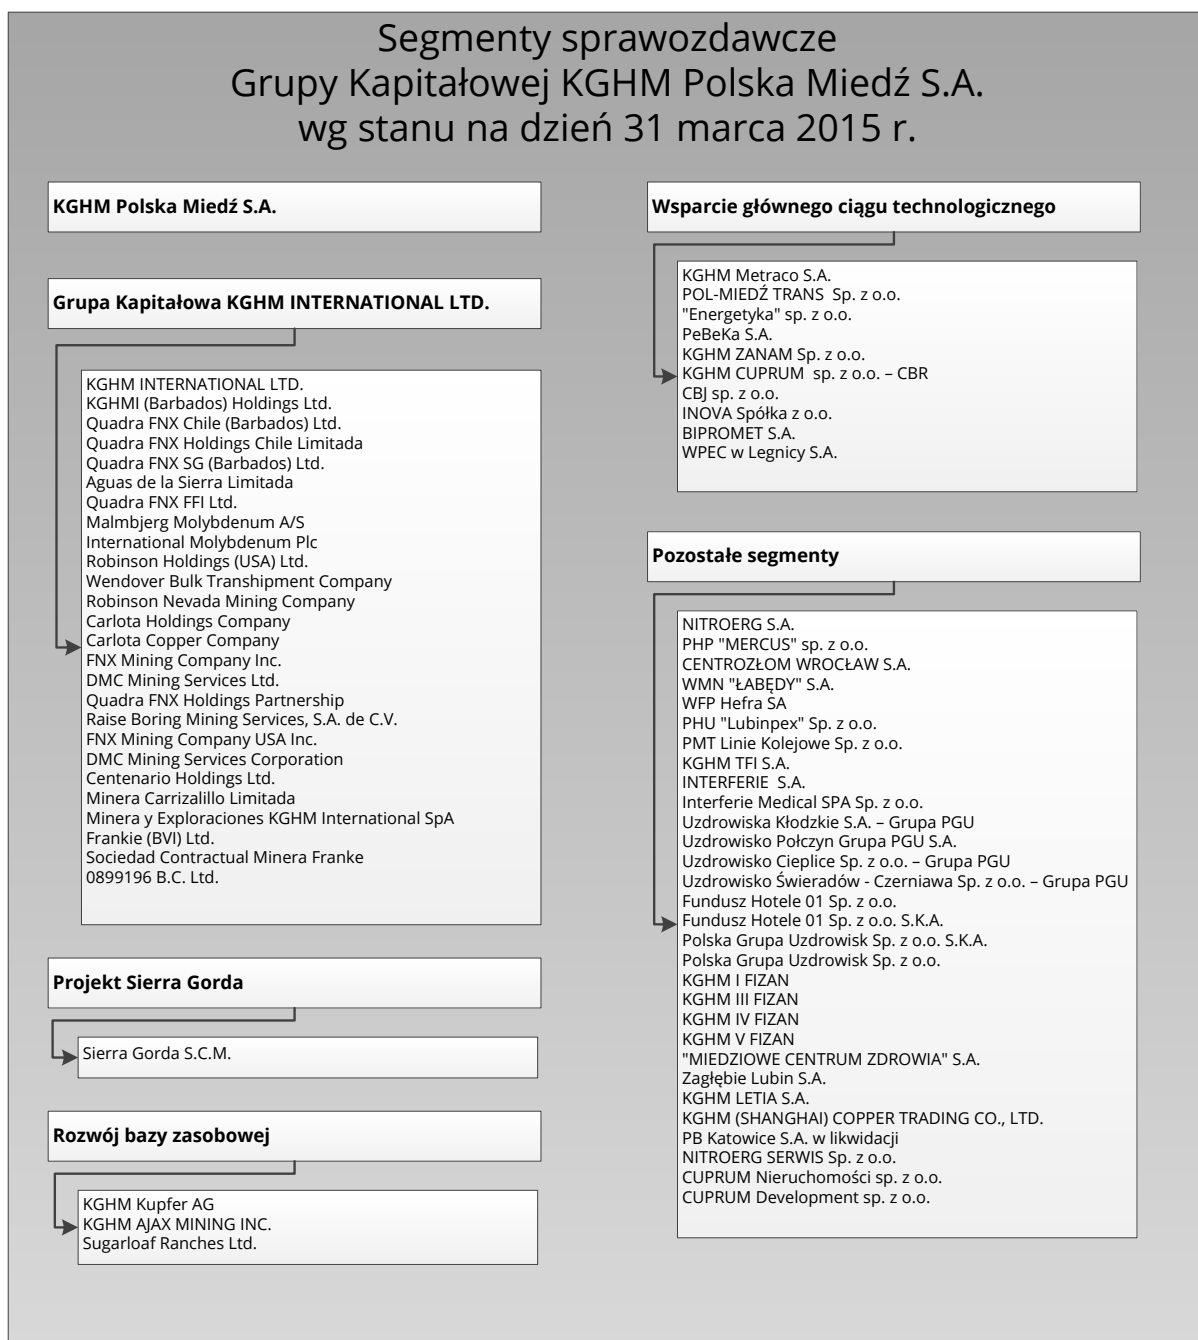 Segmenty sprawozdawcze
Grupy Kapitałowej KGHM Polska Miedź S.A.
wg stanu na dzień 31 marca 2015 r.
KGHM Polska Miedź S.A.
Grupa Kapitałowa KGHM INTERNATIONAL LTD.
KGHM INTERNATIONAL LTD.
KGHMI (Barbados) Holdings Ltd.
Quadra FNX Chile (Barbados) Ltd.
Quadra FNX Holdings Chile Limitada
Quadra FNX SG (Barbados) Ltd.
Aguas de la Sierra Limitada
Quadra FNX FFI Ltd.
Malmbjerg Molybdenum A/S
International Molybdenum Plc
Robinson Holdings (USA) Ltd.
Wendover Bulk Transhipment Company
Robinson Nevada Mining Company
Carlota Holdings Company
Carlota Copper Company
FNX Mining Company Inc.
DMC Mining Services Ltd.
Quadra FNX Holdings Partnership
Raise Boring Mining Services, S.A. de C.V.
FNX Mining Company USA Inc.
DMC Mining Services Corporation
Centenario Holdings Ltd.
Minera Carrizalillo Limitada
Minera y Exploraciones KGHM International SpA
Frankie (BVI) Ltd.
Sociedad Contractual Minera Franke
0899196 B.C. Ltd.
Projekt Sierra Gorda
Sierra Gorda S.C.M.
Rozwój bazy zasobowej
KGHM Kupfer AG
KGHM AJAX MINING INC.
Sugarloaf Ranches Ltd.
Wsparcie głównego ciągu technologicznego
KGHM Metraco S.A.
POL-MIEDŹ TRANS Sp. z o.o.
"Energetyka" sp. z o.o.
PeBeKa S.A.
KGHM ZANAM Sp. z o.o.
KGHM CUPRUM sp. z o.o. – CBR
CBJ sp. z o.o.
INOVA Spółka z o.o.
BIPROMET S.A.
WPEC w Legnicy S.A.
Pozostałe segmenty
NITROERG S.A.
PHP "MERCUS" sp. z o.o.
CENTROZŁOM WROCŁAW S.A.
WMN "ŁABĘDY" S.A.
WFP Hefra SA
PHU "Lubinpex" Sp. z o.o.
PMT Linie Kolejowe Sp. z o.o.
KGHM TFI S.A.
INTERFERIE S.A.
Interferie Medical SPA Sp. z o.o.
Uzdrowiska Kłodzkie S.A. – Grupa PGU
Uzdrowisko Połczyn Grupa PGU S.A.
Uzdrowisko Cieplice Sp. z o.o. – Grupa PGU
Uzdrowisko Świeradów - Czerniawa Sp. z o.o. – Grupa PGU
Fundusz Hotele 01 Sp. z o.o.
Fundusz Hotele 01 Sp. z o.o. S.K.A.
Polska Grupa Uzdrowisk Sp. z o.o. S.K.A.
Polska Grupa Uzdrowisk Sp. z o.o.
KGHM I FIZAN
KGHM III FIZAN
KGHM IV FIZAN
KGHM V FIZAN
"MIEDZIOWE CENTRUM ZDROWIA" S.A.
Zagłębie Lubin S.A.
KGHM LETIA S.A.
KGHM (SHANGHAI) COPPER TRADING CO., LTD.
PB Katowice S.A. w likwidacji
NITROERG SERWIS Sp. z o.o.
CUPRUM Nieruchomości sp. z o.o.
CUPRUM Development sp. z o.o.